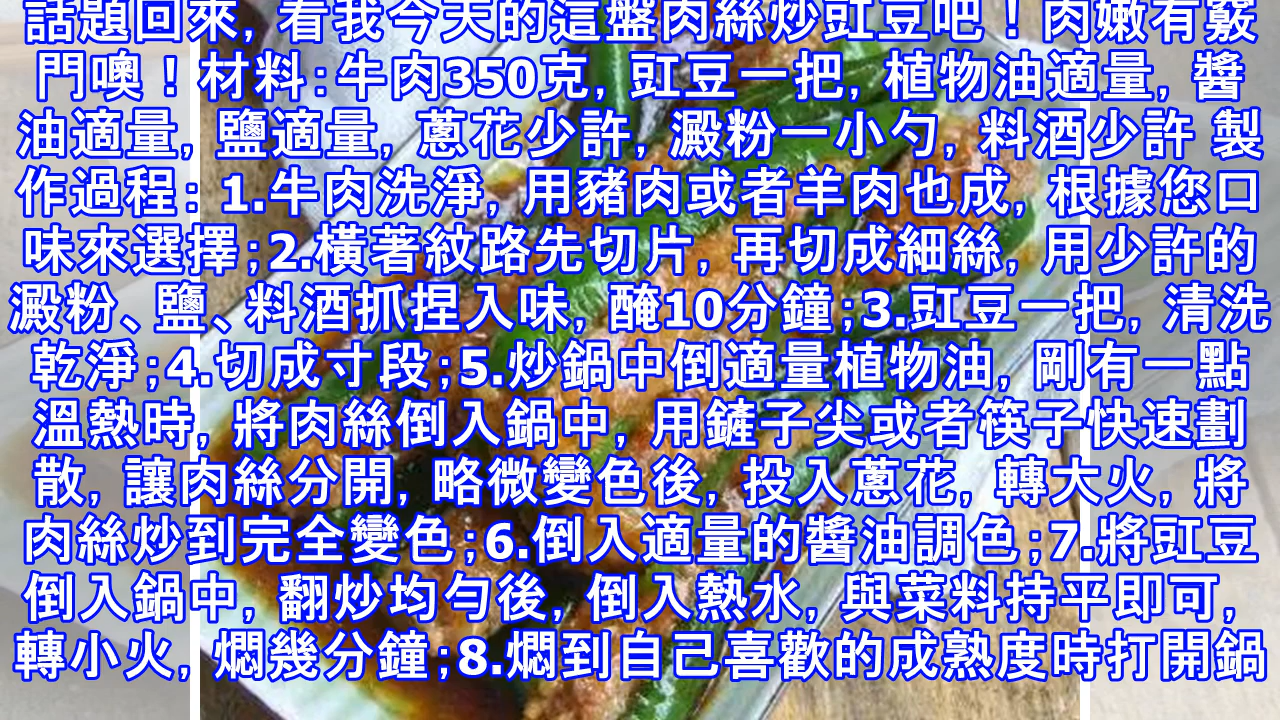 話題回來, 看我今天的這盤肉絲炒豇豆吧！肉嫩有竅
門噢！材料:牛肉350克, 豇豆一把, 植物油適量, 醬
油適量, 鹽適量, 蔥花少許, 澱粉一小勺, 料酒少許 製
作過程: 1.牛肉洗淨, 用豬肉或者羊肉也成, 根據您口
味來選擇;2.橫著紋路先切片, 再切成細絲, 用少許的
澱粉、鹽、料酒抓捏入味, 醃10分鐘;3.豇豆一把, 清洗
乾淨;4.切成寸段;5.炒鍋中倒適量植物油, 剛有一點
溫熱時, 將肉絲倒入鍋中, 用鏟子尖或者筷子快速劃
散, 讓肉絲分開, 略微變色後, 投入蔥花, 轉大火, 將
肉絲炒到完全變色;6.倒入適量的醬油調色;7.將豇豆
倒入鍋中, 翻炒均勻後, 倒入熱水, 與菜料持平即可,
轉小火, 燜幾分鐘;8.燜到自己喜歡的成熟度時打開鍋